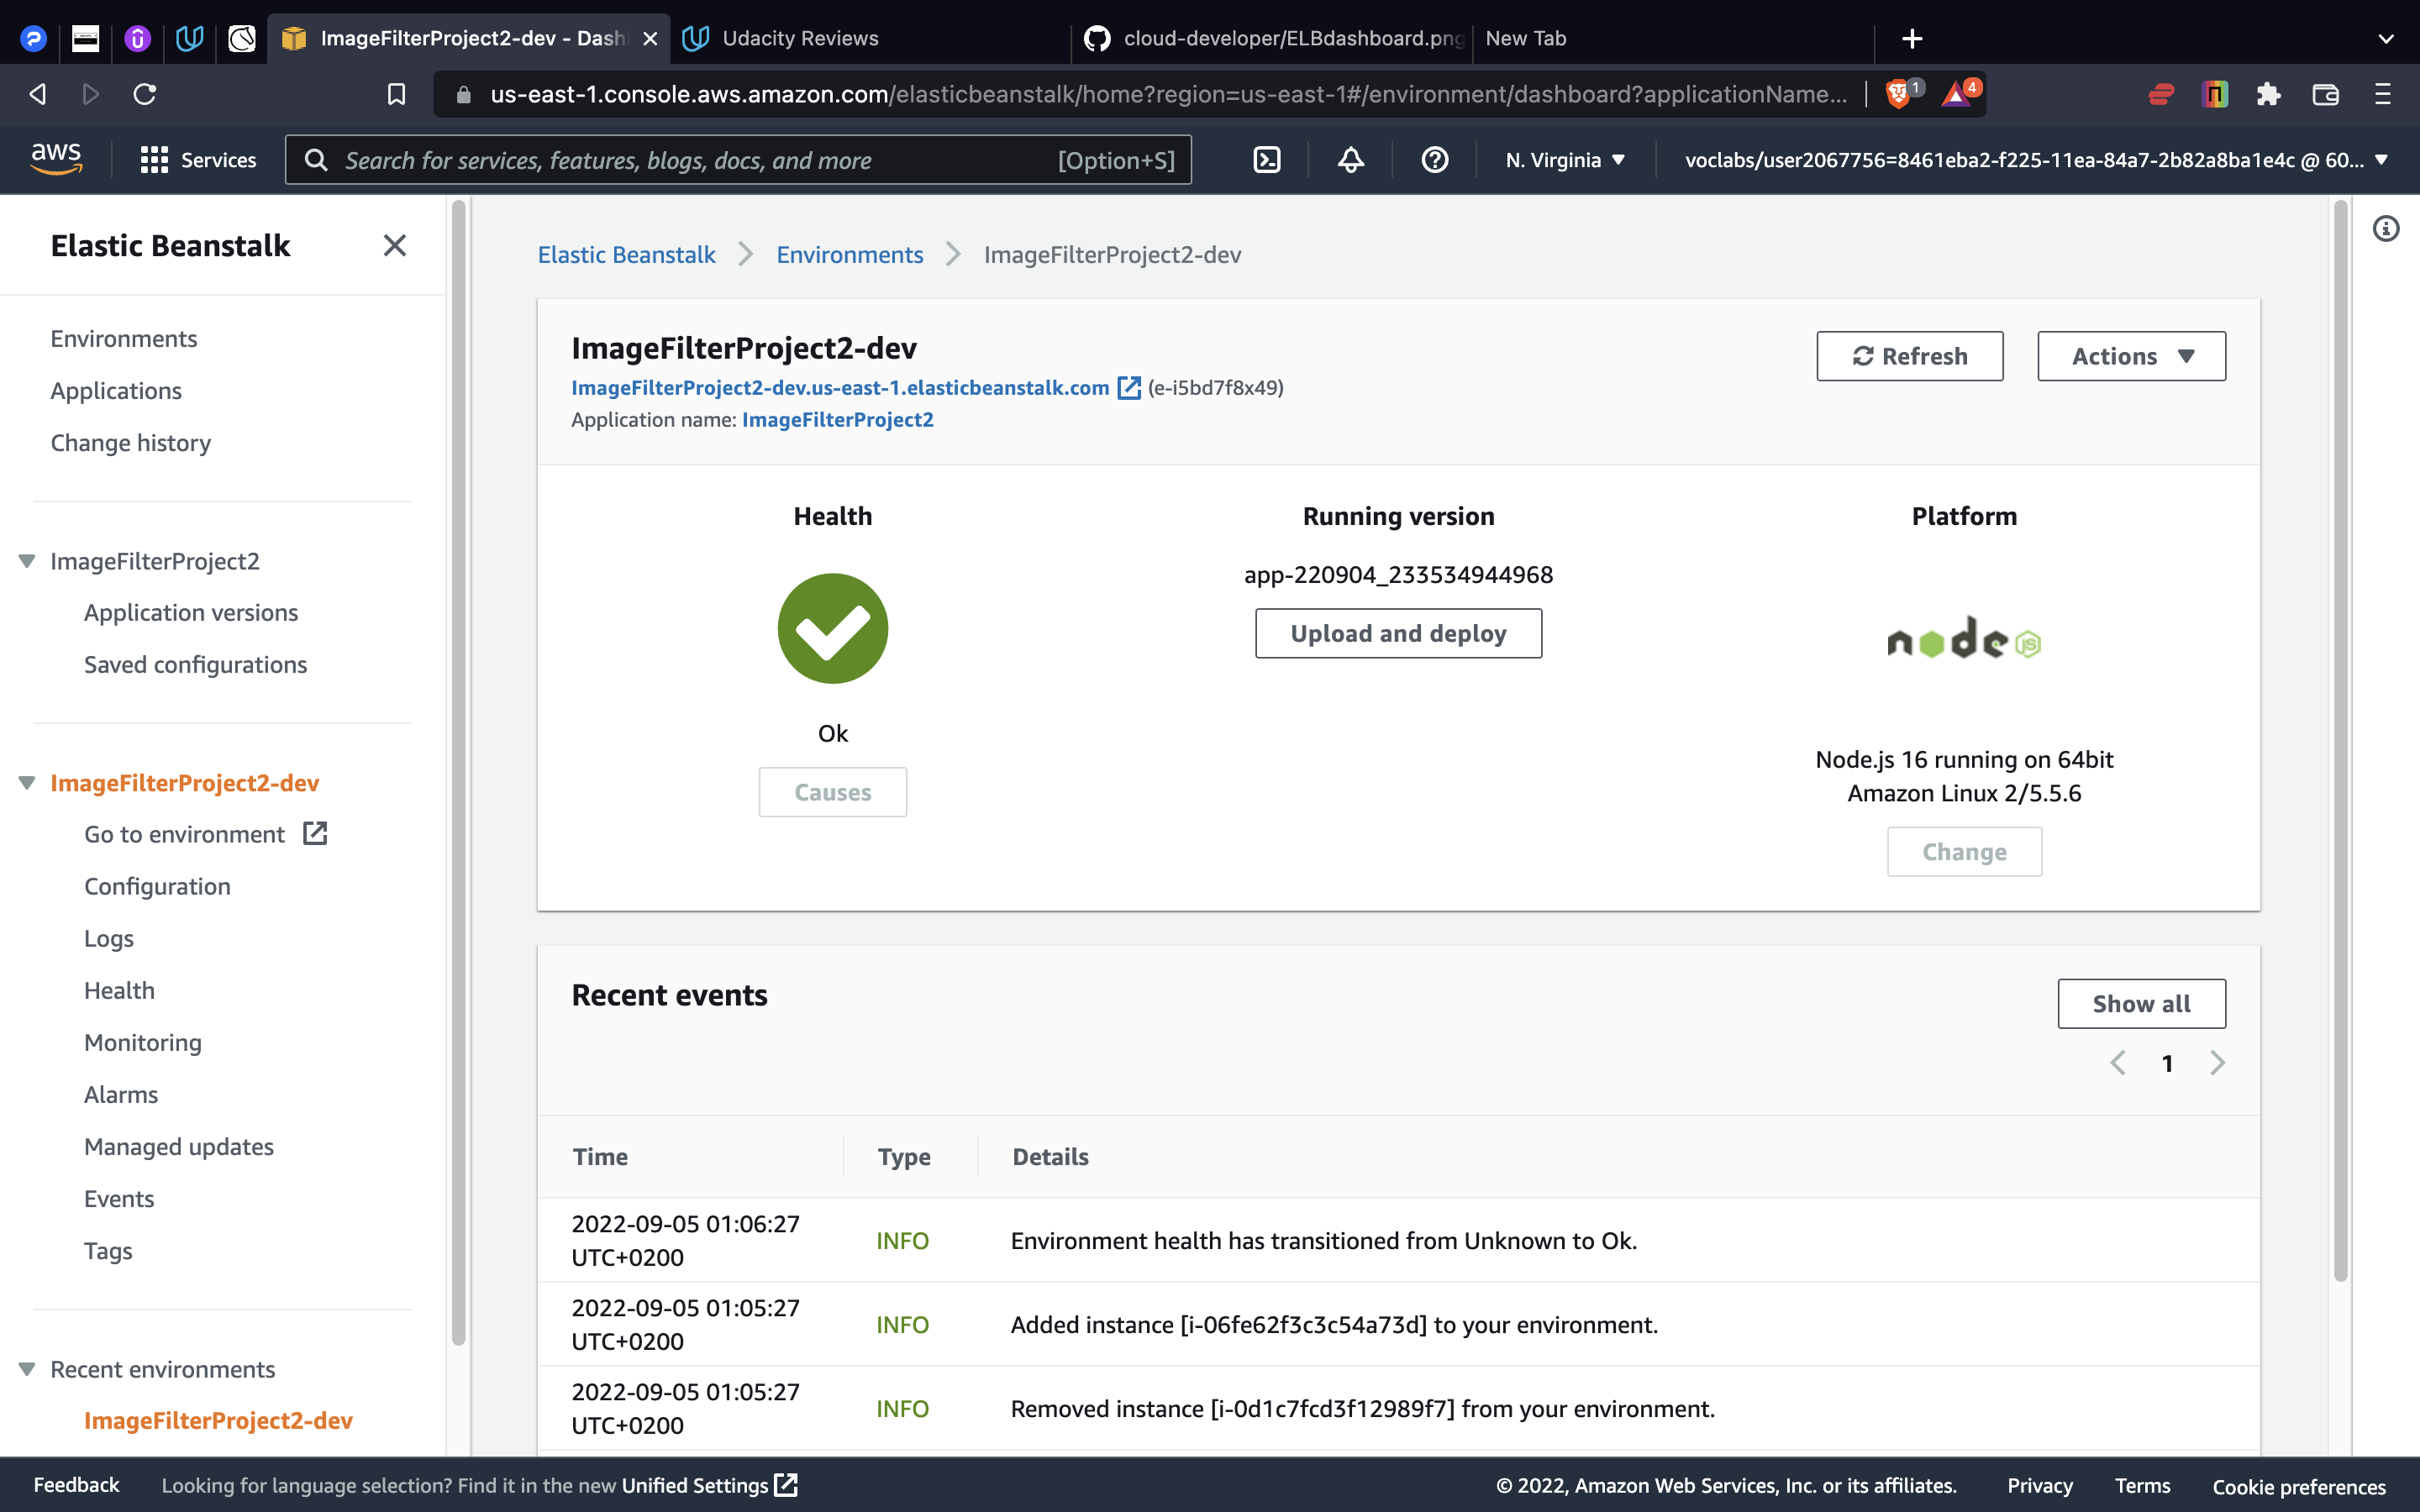 ImageFilterProject2-dev - Dash
Udacity Reviews
cloud-developer/ELBdashboard.png
New Tab
us-east-1.console.aws.amazon.com/elasticbeanstalk/home?region=us-east-1#/environment/dashboard?applicationName...
1
4
aws
Services
Search for services, features, blogs, docs, and more
[Option+S]
N. Virginia
voclabs/user2067756=8461eba2-f225-11ea-84a7-2b82a8ba1e4c @ 60...
Elastic Beanstalk
Environments
Applications
Change history
ImageFilterProject2
Application versions
Saved configurations
ImageFilterProject2-dev
Go to environment
Configuration
Logs
Health
Monitoring
Alarms
Managed updates
Events
Tags
Recent environments
ImageFilterProject2-dev
Elastic Beanstalk
Environments
ImageFilterProject2-dev
ImageFilterProject2-dev
ImageFilterProject2-dev.us-east-1.elasticbeanstalk.com (e-i5bd7f8x49)
Application name: ImageFilterProject2
Refresh
Actions
Health
Ok
Causes
Running version
app-220904_233534944968
Upload and deploy
Platform
node JS
Node.js 16 running on 64bit
Amazon Linux 2/5.5.6
Change
Recent events
Show all
1
Time
Type
Details
2022-09-05 01:06:27
UTC+0200
INFO
Environment health has transitioned from Unknown to Ok.
2022-09-05 01:05:27
UTC+0200
INFO
Added instance [i-06fe62f3c3c54a73d] to your environment.
2022-09-05 01:05:27
UTC+0200
INFO
Removed instance [i-0d1c7fcd3f12989f7] from your environment.
Feedback
Looking for language selection? Find it in the new Unified Settings
© 2022, Amazon Web Services, Inc. or its affiliates.
Privacy
Terms
Cookie preferences